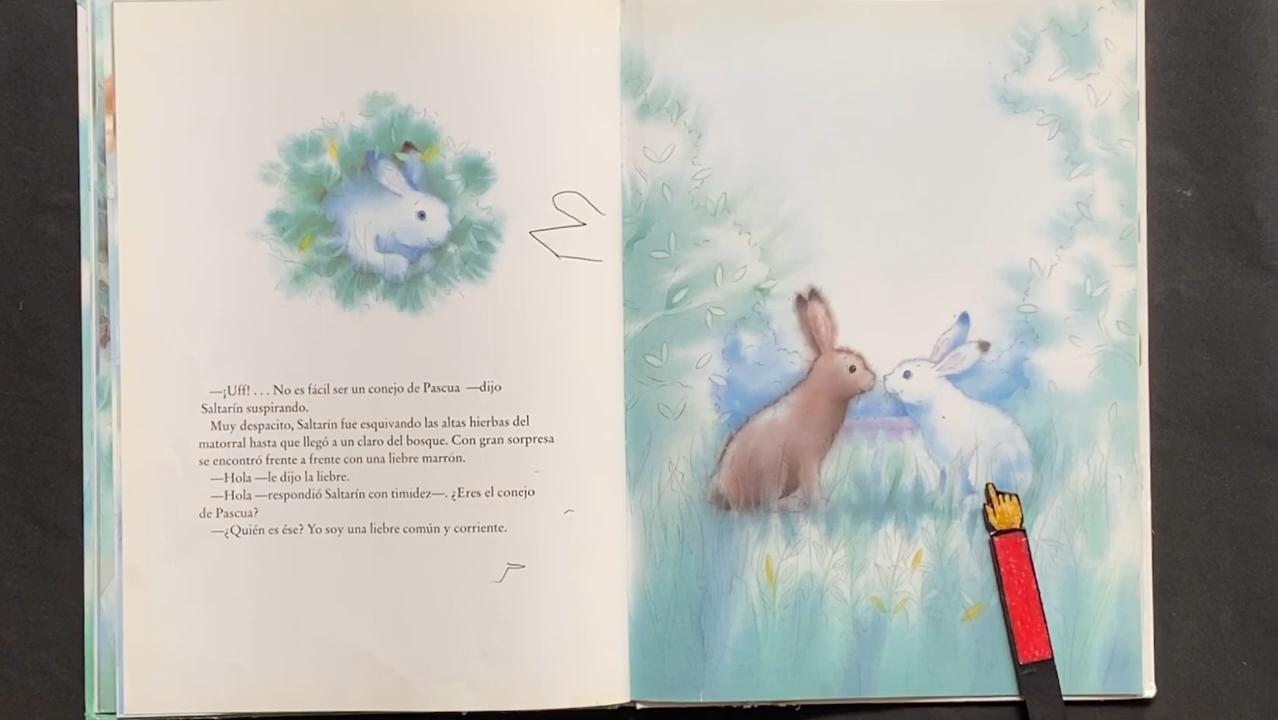 —¡Uff! . . . No es fácil ser un conejo de Pascua —dijo
Saltarín suspirando.
Muy despacito, Saltarín fue esquivando las altas hierbas del
matorral hasta que llegó a un claro del bosque. Con gran sorpresa
se encontró frente a frente con una liebre marrón.
—Hola —le dijo la liebre.
—Hola —respondió Saltarín con timidez—. ¿Eres el conejo
de Pascua?
—¿Quién es ése? Yo soy una liebre común y corriente.